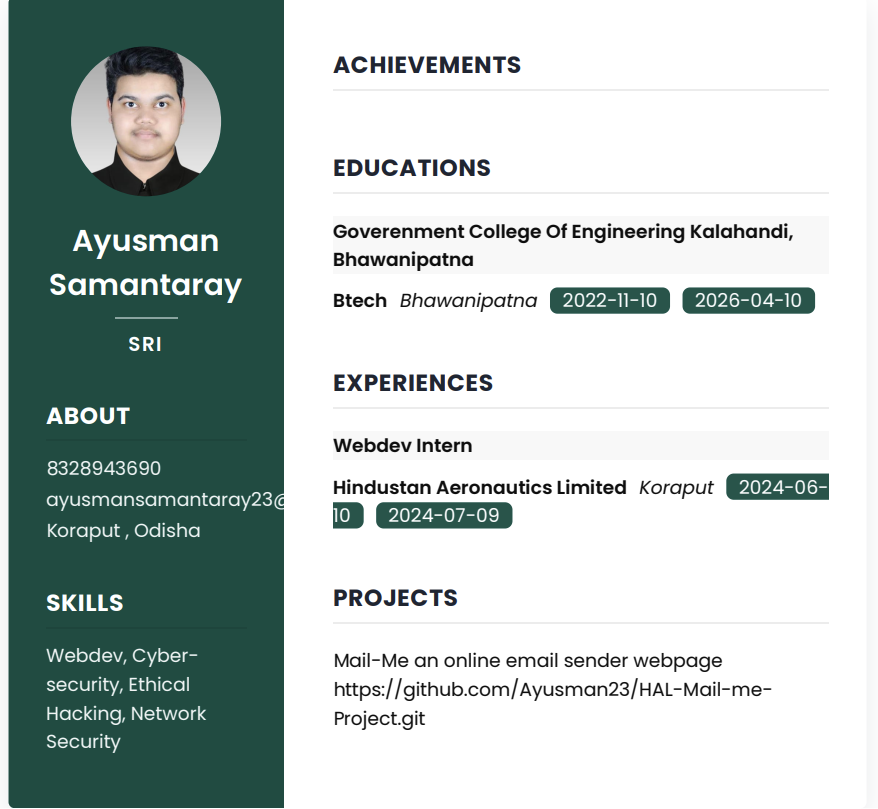 Ayusman
Samantaray
SRI
ABOUT
8328943690
ayusmansamantaray23@
Koraput , Odisha
SKILLS
Webdev, Cyber-
security, Ethical
Hacking, Network
Security
ACHIEVEMENTS
EDUCATIONS
Goverenment College Of Engineering Kalahandi,
Bhawanipatna
Btech Bhawanipatna 2022-11-10 2026-04-10
EXPERIENCES
Webdev Intern
Hindustan Aeronautics Limited Koraput 2024-06-
10 2024-07-09
PROJECTS
Mail-Me an online email sender webpage
https://github.com/Ayusman23/HAL-Mail-me-
Project.git